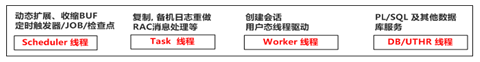 动态扩展、收缩BUF
定时触发器/JOB/检查点
Scheduler 线程
复制, 备机日志重做
RAC消息处理等
Task 线程
创建会话
用户态线程驱动
Worker 线程
PL/SQL 及其他数据
库服务
DB/UTHR 线程